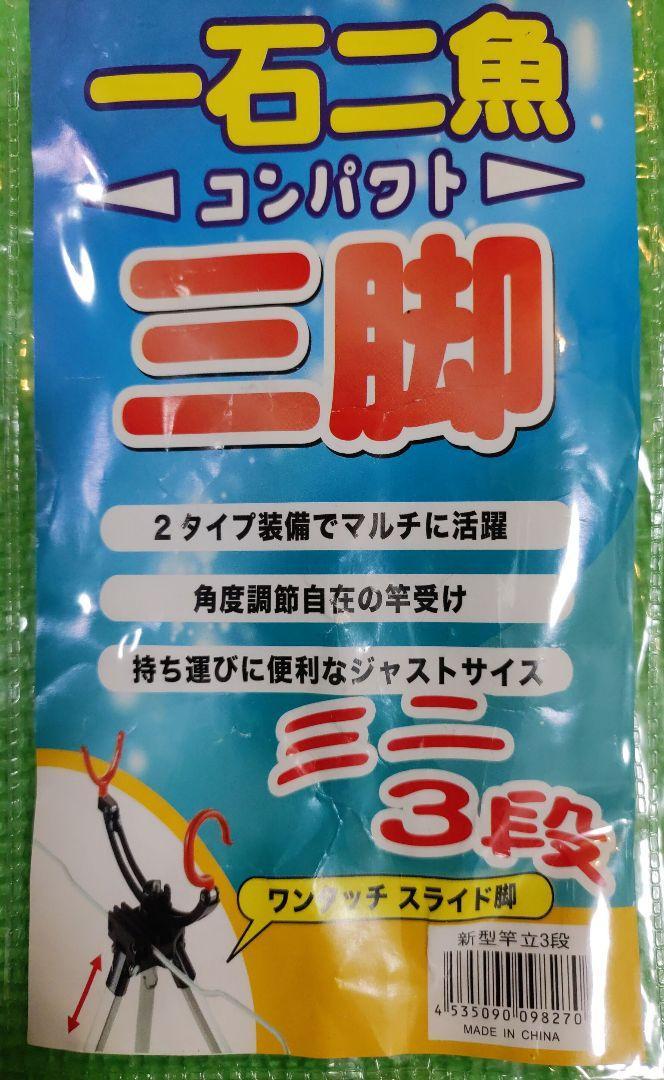 一石二魚
コンパクト
三脚
2タイプ装備でマルチに活躍
角度調節自在の竿受け
持ち運びに便利なジャストサイズ
ミニ
3段
ワンタッチ スライド脚
新型竿立3段
4 535090 098270
MADE IN CHINA